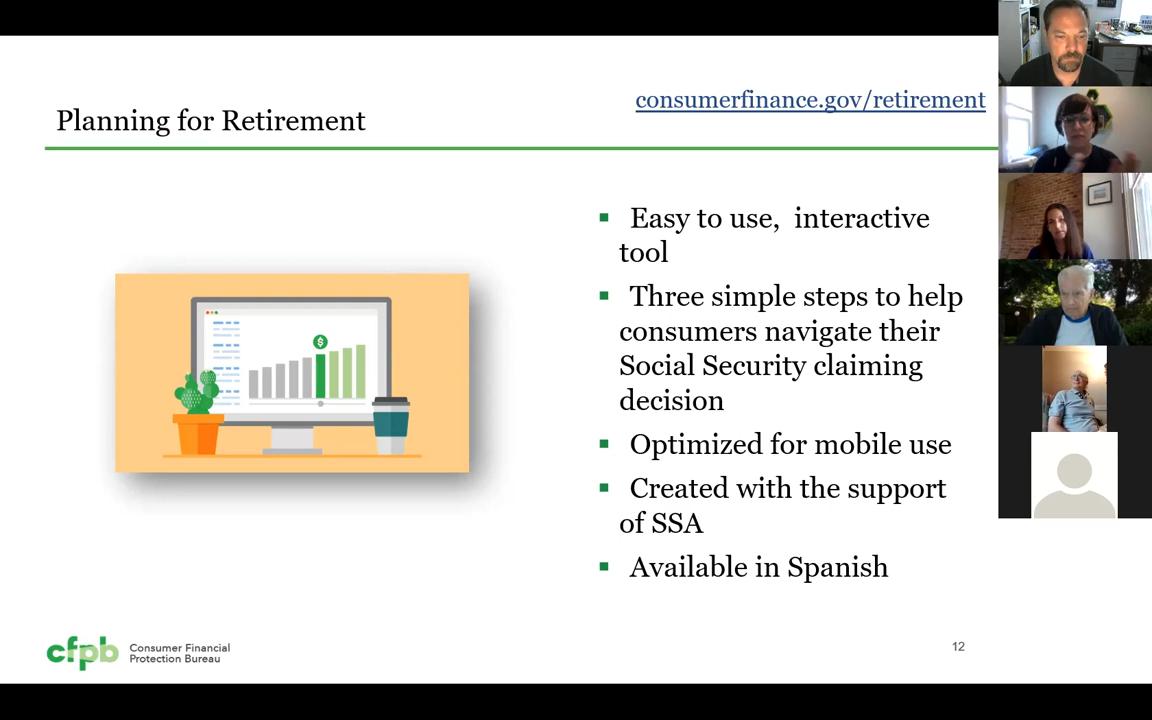 consumerfinance.gov/retirement
Planning for Retirement
▪ Easy to use, interactive
tool
▪ Three simple steps to help
consumers navigate their
Social Security claiming
decision
▪ Optimized for mobile use
▪ Created with the support
of SSA
▪ Available in Spanish
$
cfpb
Consumer Financial
Protection Bureau
12